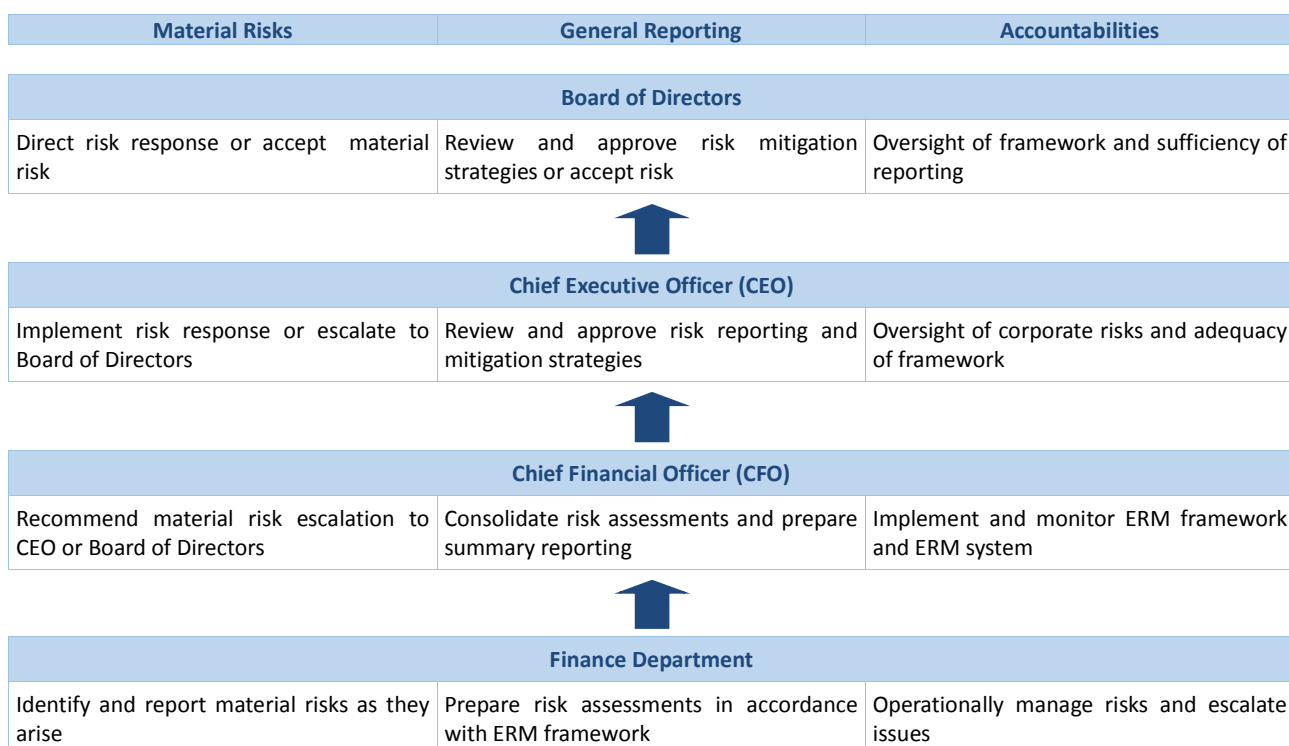 Material Risks General Reporting Accountabilities
Board of Directors
Direct risk response or accept material risk
Review and approve risk mitigation strategies or accept risk
Oversight of framework and sufficiency of reporting
Chief Executive Officer (CEO)
Implement risk response or escalate to Board of Directors
Review and approve risk reporting and mitigation strategies
Oversight of corporate risks and adequacy of framework
Chief Financial Officer (CFO)
Recommend material risk escalation to CEO or Board of Directors
Consolidate risk assessments and prepare summary reporting
Implement and monitor ERM framework and ERM system
Finance Department
Identify and report material risks as they arise
Prepare risk assessments in accordance with ERM framework
Operationally manage risks and escalate issues